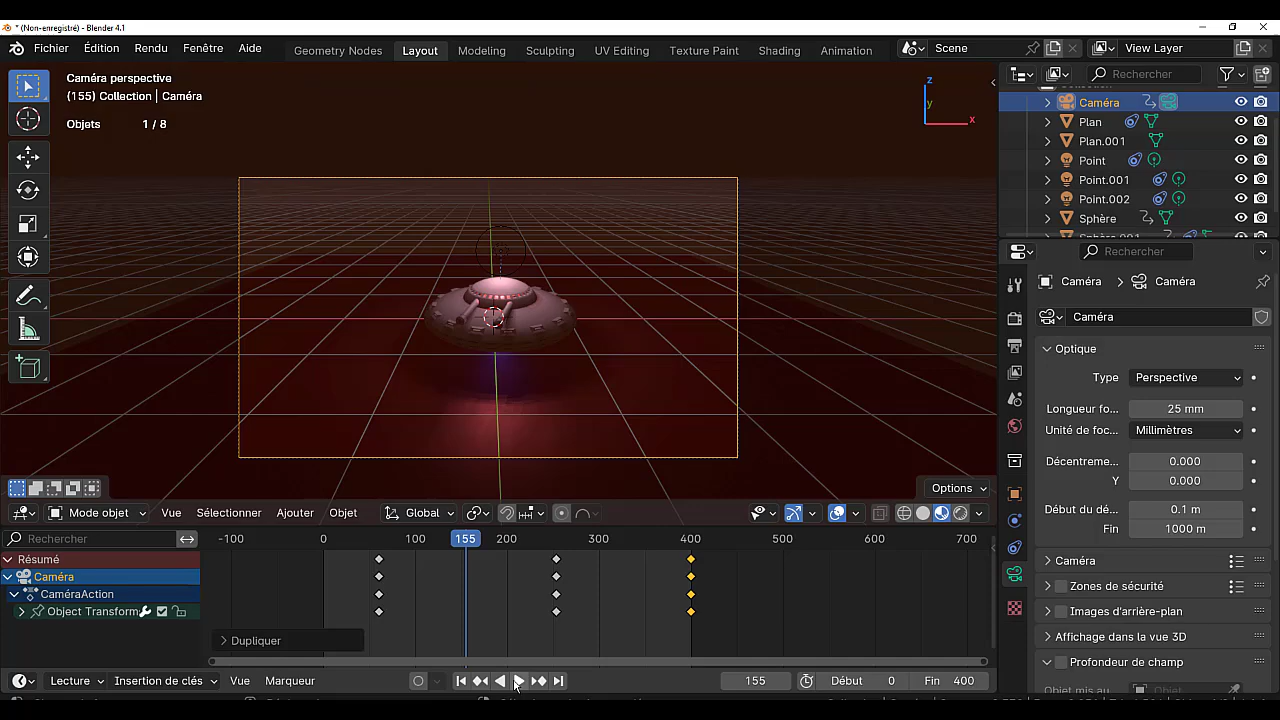 * (Non-enregistré) - Blender 4.1
Fichier Édition Rendu Fenêtre Aide Geometry Nodes Layout Modeling Sculpting UV Editing Texture Paint Shading Animation Scene View Layer
Caméra perspective
(155) Collection | Caméra
Objets 1 / 8
z
y
x
Rechercher
Caméra
Plan
Plan.001
Point
Point.001
Point.002
Sphère
Sphère.001
Rechercher
Caméra > Caméra
Caméra
Optique
Type Perspective
Longueur fo... 25 mm
Unité de foc... Millimètres
Décentreme... 0.000
Y 0.000
Début du dé... 0.1 m
Fin 1000 m
Caméra
Zones de sécurité
Images d'arrière-plan
Affichage dans la vue 3D
Profondeur de champ
Objet mis au Objet
Options
Mode objet Vue Sélectionner Ajouter Objet Global
Rechercher -100 0 100 155 200 300 400 500 600 700
Résumé
Caméra
CaméraAction
Object Transform
Dupliquer
Lecture Insertion de clés Vue Marqueur 155 Début 0 Fin 400